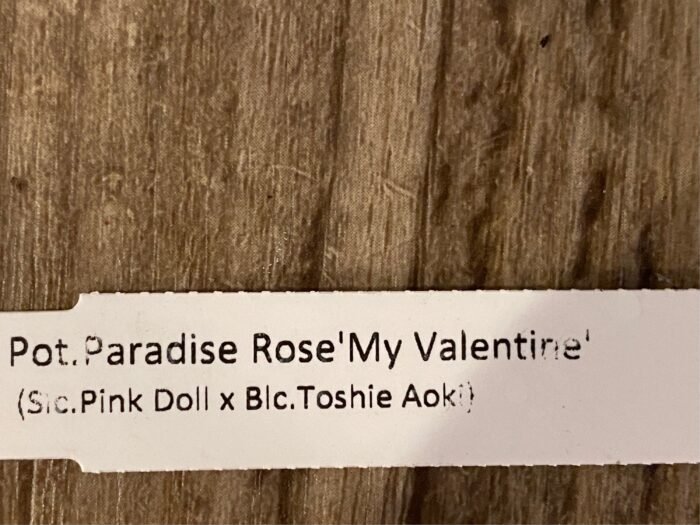 Pot.Paradise Rose'My Valentine'
(Slc.Pink Doll x Blc.Toshie Aoki)